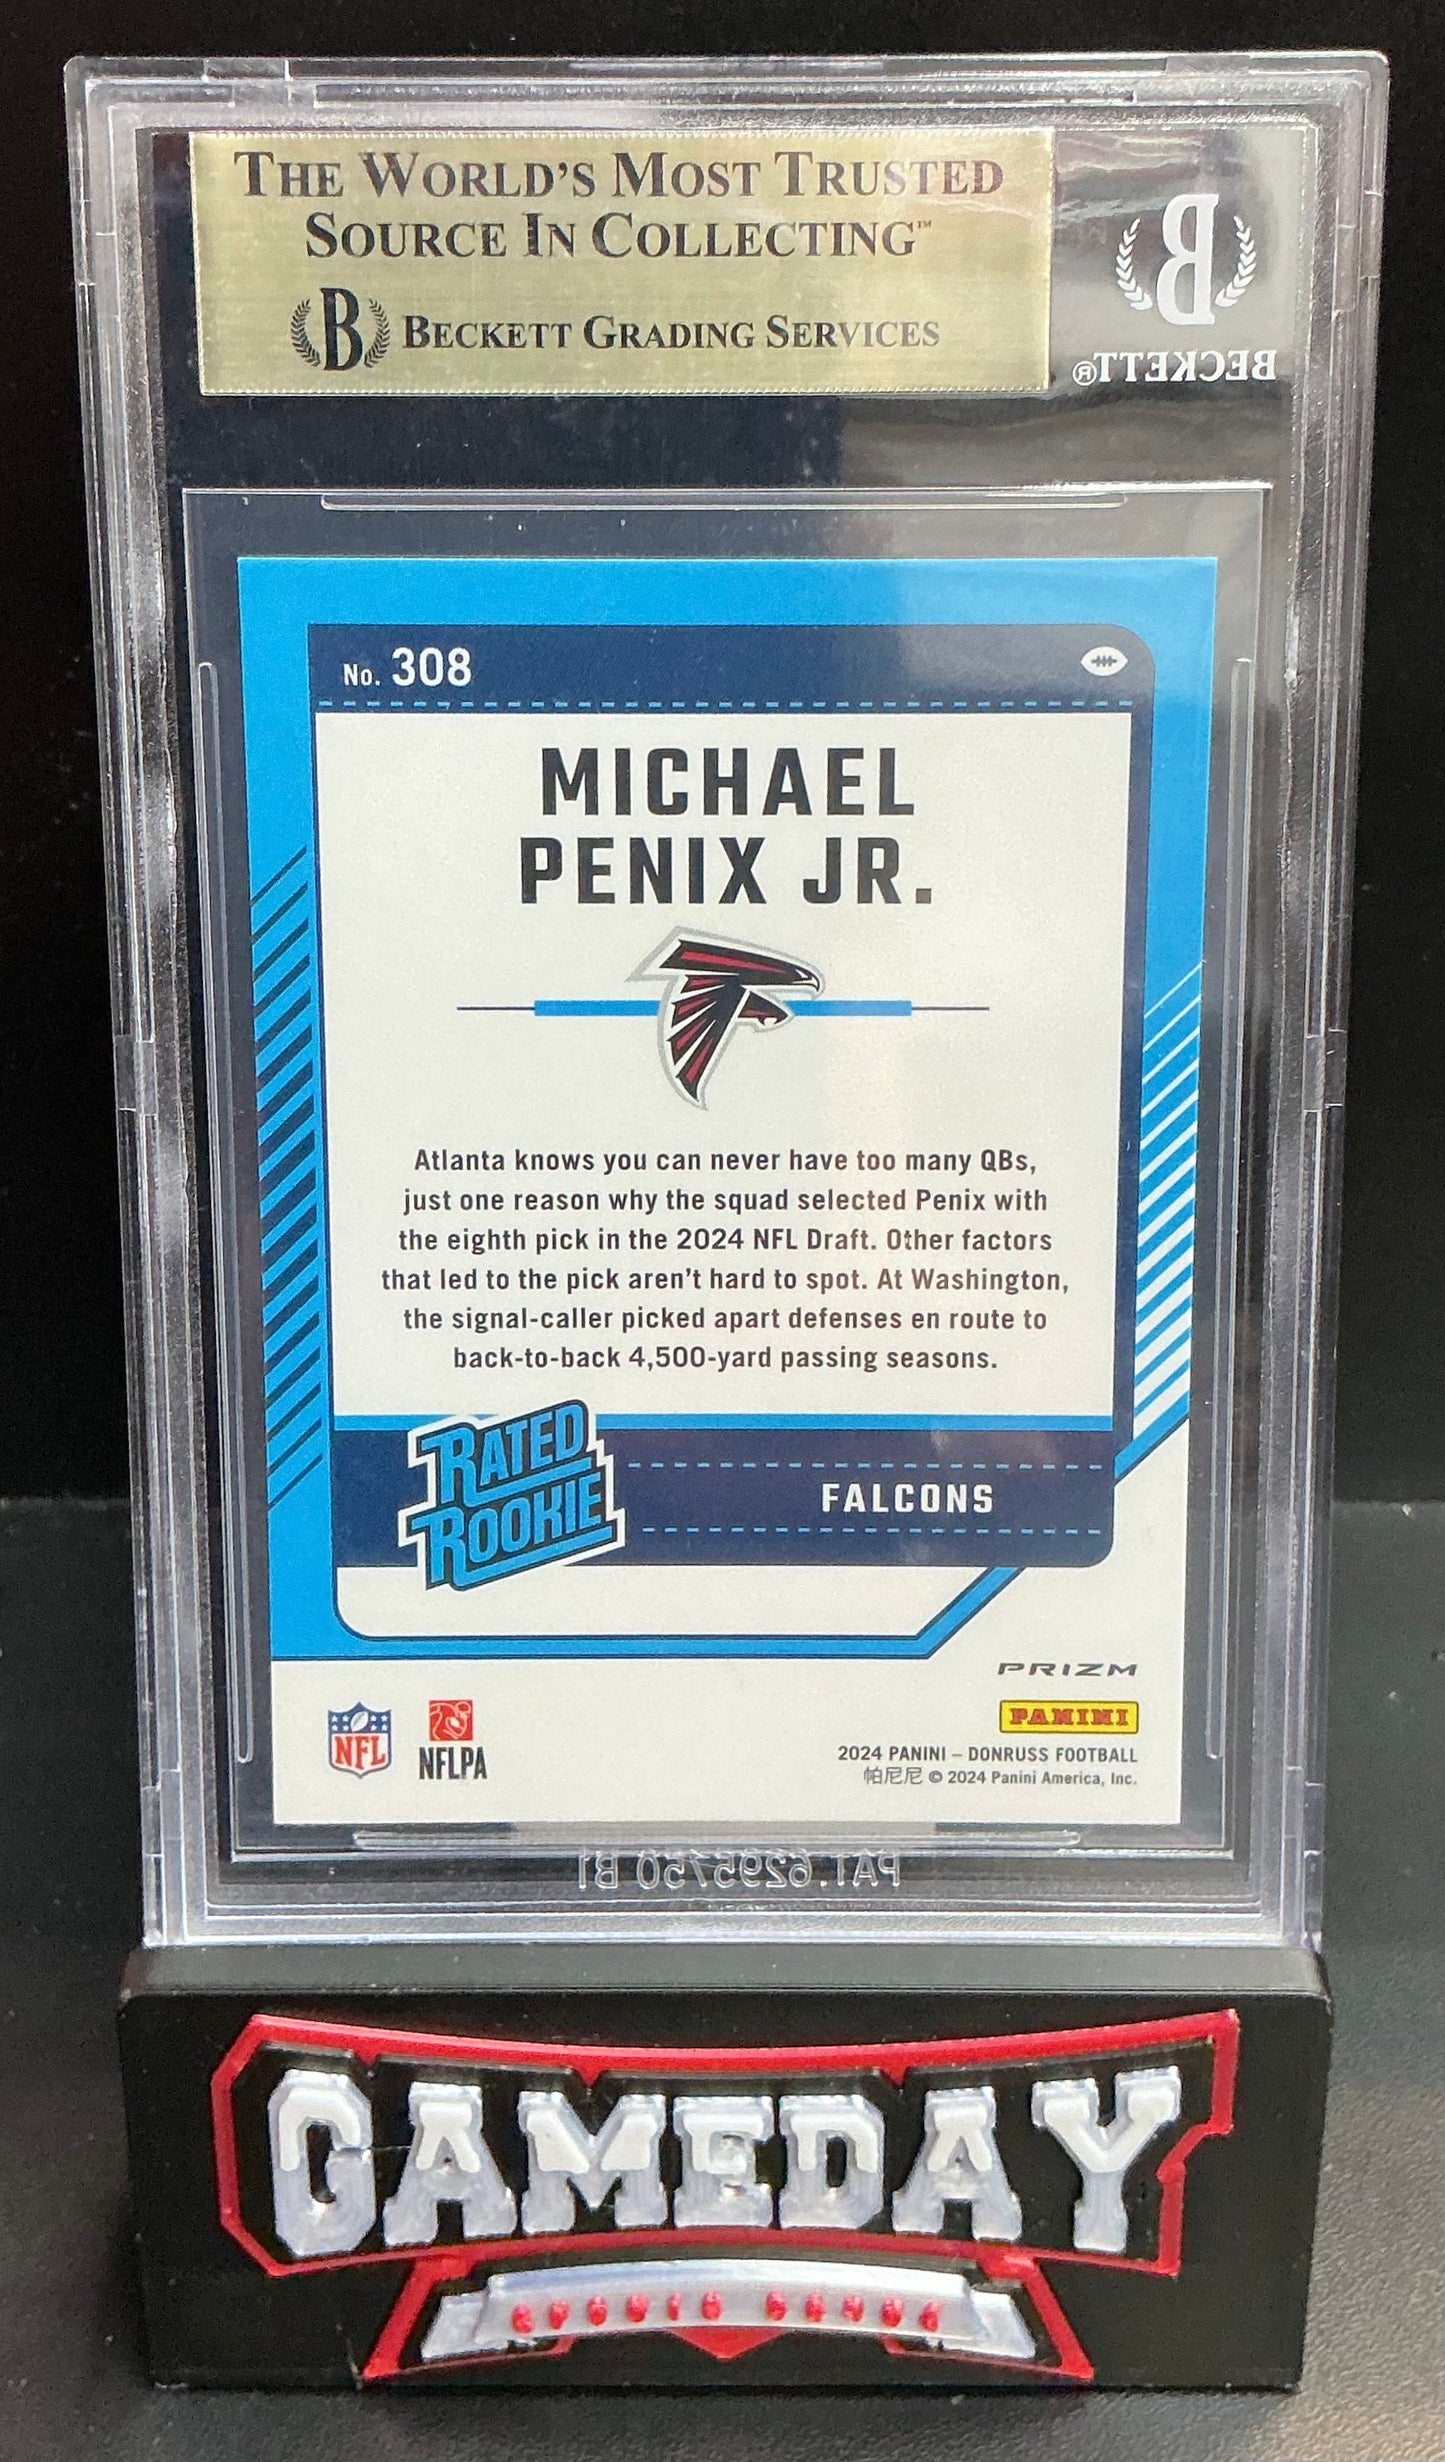 THE WORLD'S MOST TRUSTED
SOURCE IN COLLECTING™
B BECKETT GRADING SERVICES
B
BECKETT®
No. 308
MICHAEL
PENIX JR.
Atlanta knows you can never have too many QBs,
just one reason why the squad selected Penix with
the eighth pick in the 2024 NFL Draft. Other factors
that led to the pick aren't hard to spot. At Washington,
the signal-caller picked apart defenses en route to
back-to-back 4,500-yard passing seasons.
RATED
ROOKIE
FALCONS
PRIZM
PANINI
NFL
NFLPA
2024 PANINI – DONRUSS FOOTBALL
帕尼尼 © 2024 Panini America, Inc.
PAT. 6295750 B1
GAMEDAY